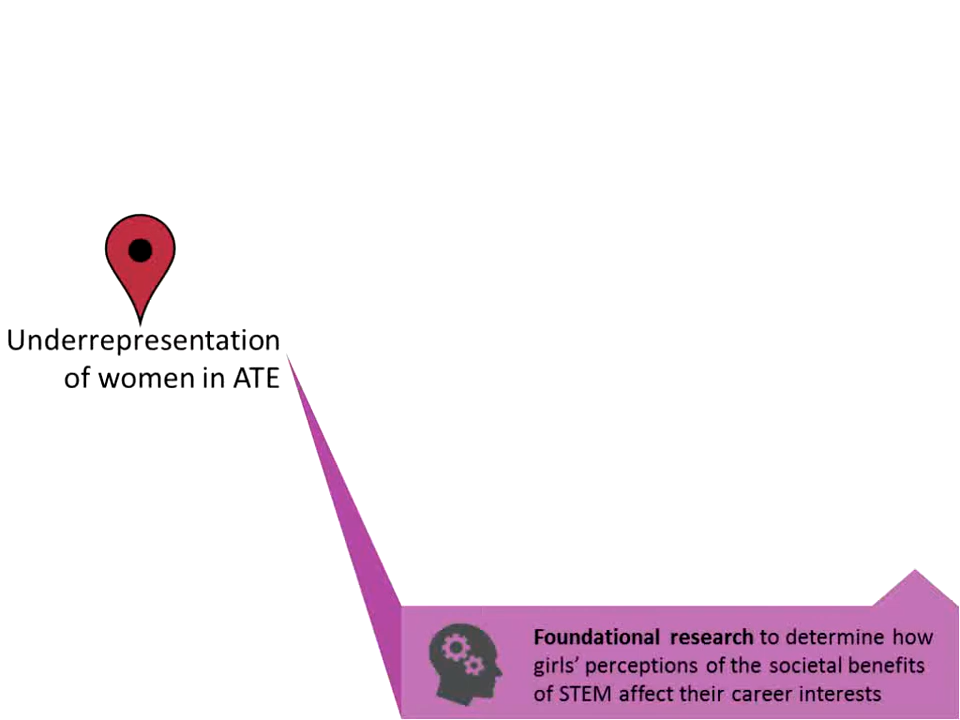 Underrepresentation
of women in ATE
Foundational research to determine how
girls’ perceptions of the societal benefits
of STEM affect their career interests